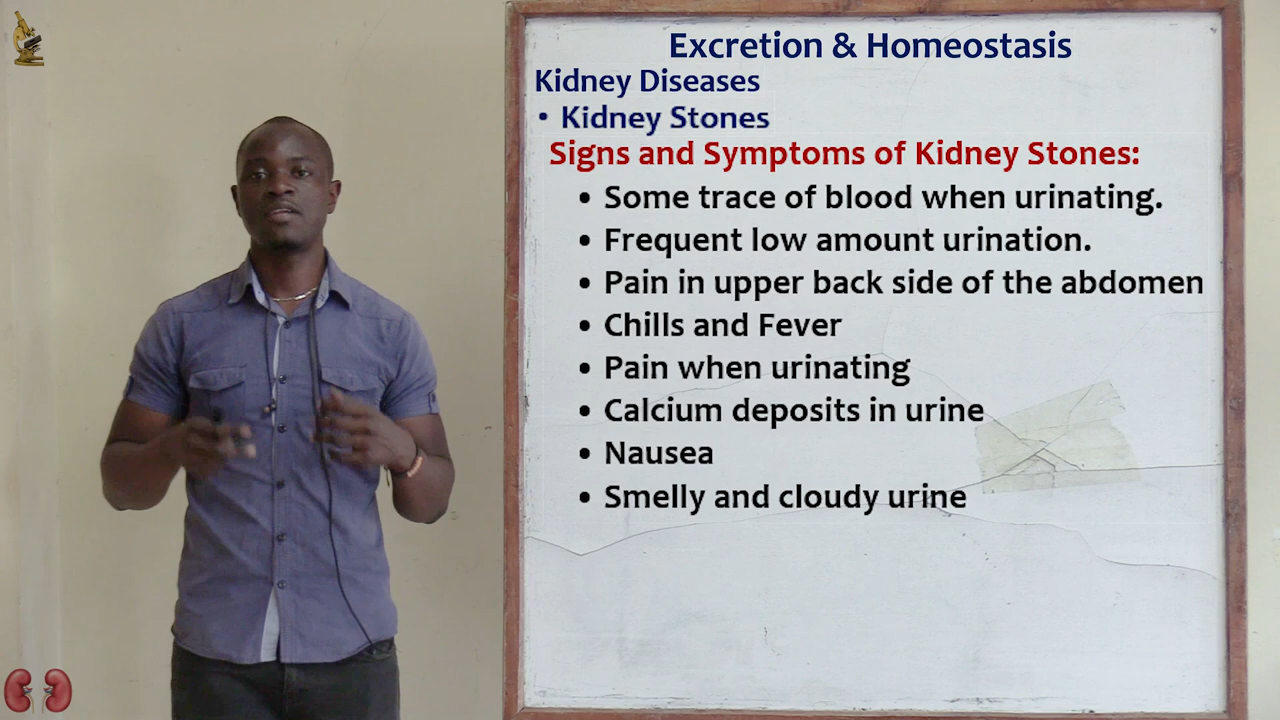 Excretion & Homeostasis
Kidney Diseases
• Kidney Stones
Signs and Symptoms of Kidney Stones:
• Some trace of blood when urinating.
• Frequent low amount urination.
• Pain in upper back side of the abdomen
• Chills and Fever
• Pain when urinating
• Calcium deposits in urine
• Nausea
• Smelly and cloudy urine